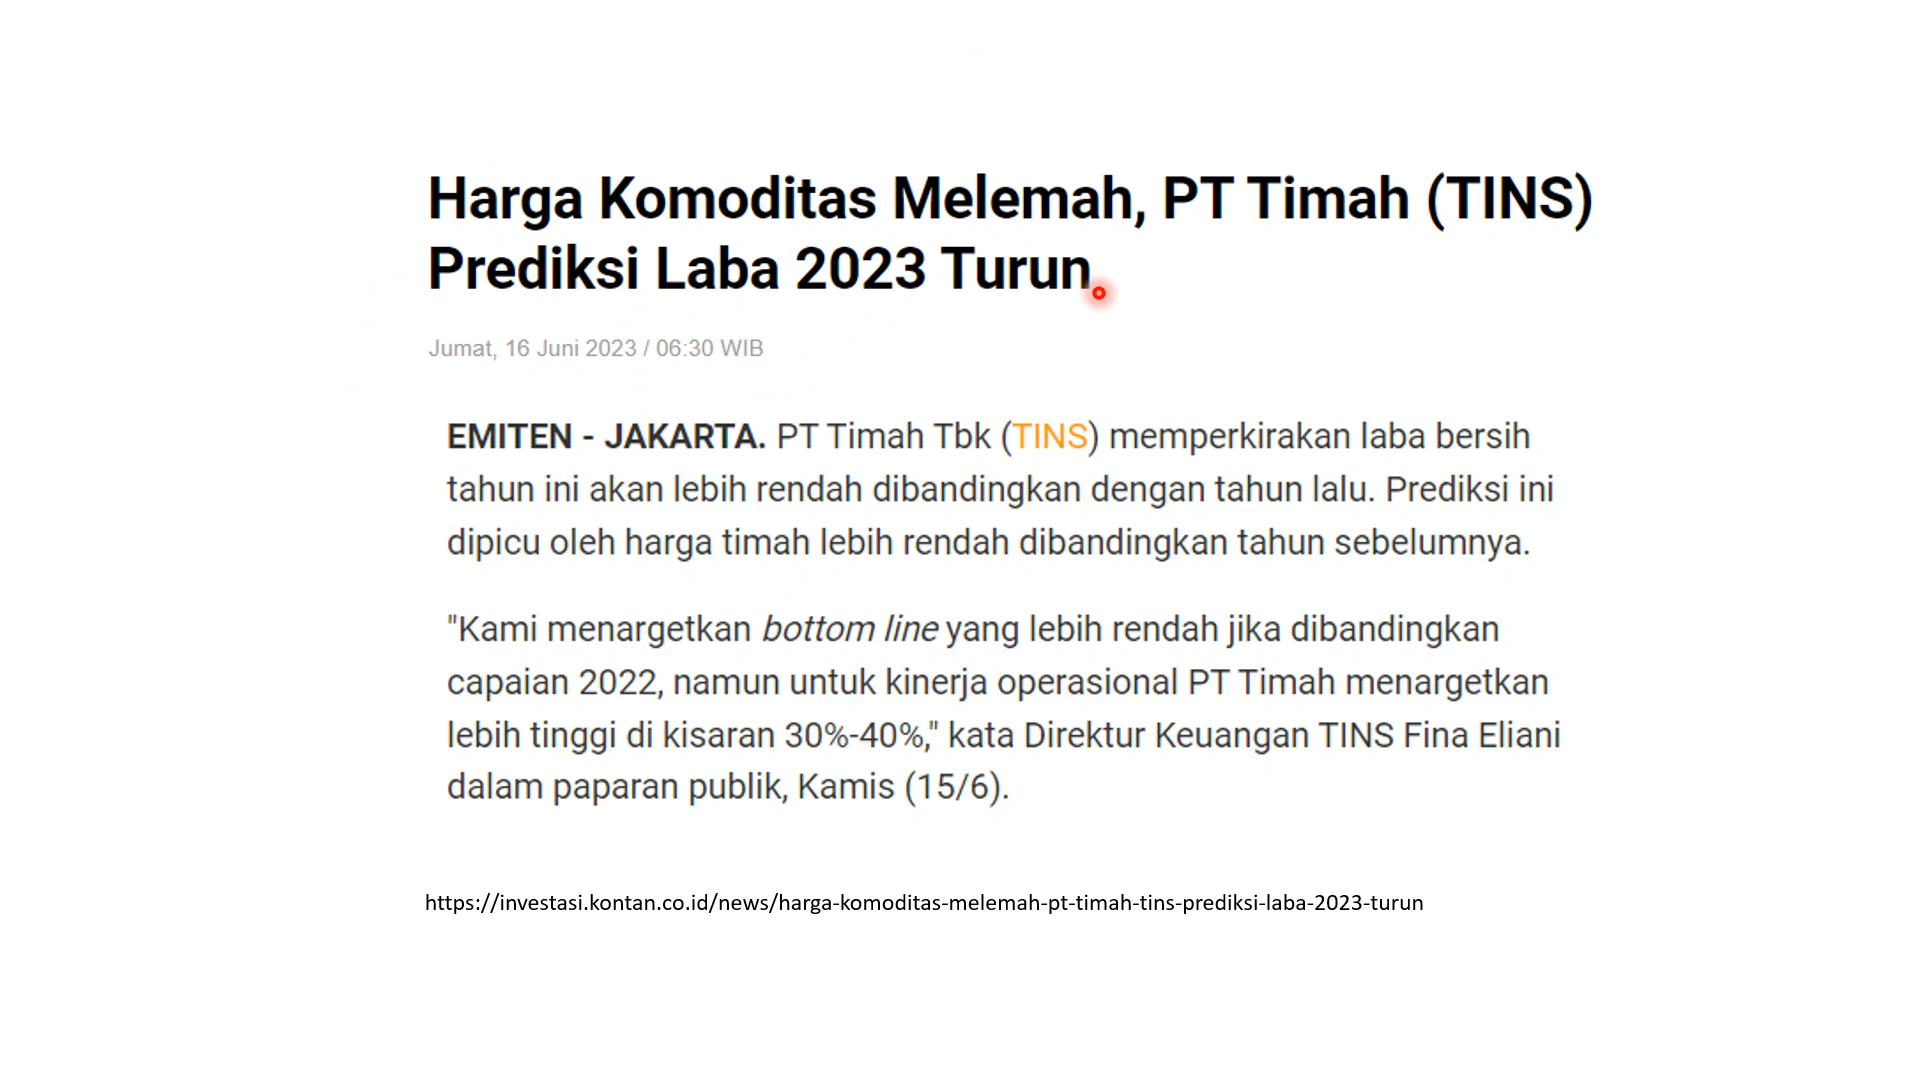 Harga Komoditas Melemah, PT Timah (TINS)
Prediksi Laba 2023 Turun
Jumat, 16 Juni 2023 / 06:30 WIB
EMITEN - JAKARTA. PT Timah Tbk (TINS) memperkirakan laba bersih
tahun ini akan lebih rendah dibandingkan dengan tahun lalu. Prediksi ini
dipicu oleh harga timah lebih rendah dibandingkan tahun sebelumnya.
"Kami menargetkan bottom line yang lebih rendah jika dibandingkan
capaian 2022, namun untuk kinerja operasional PT Timah menargetkan
lebih tinggi di kisaran 30%-40%," kata Direktur Keuangan TINS Fina Eliani
dalam paparan publik, Kamis (15/6).
https://investasi.kontan.co.id/news/harga-komoditas-melemah-pt-timah-tins-prediksi-laba-2023-turun